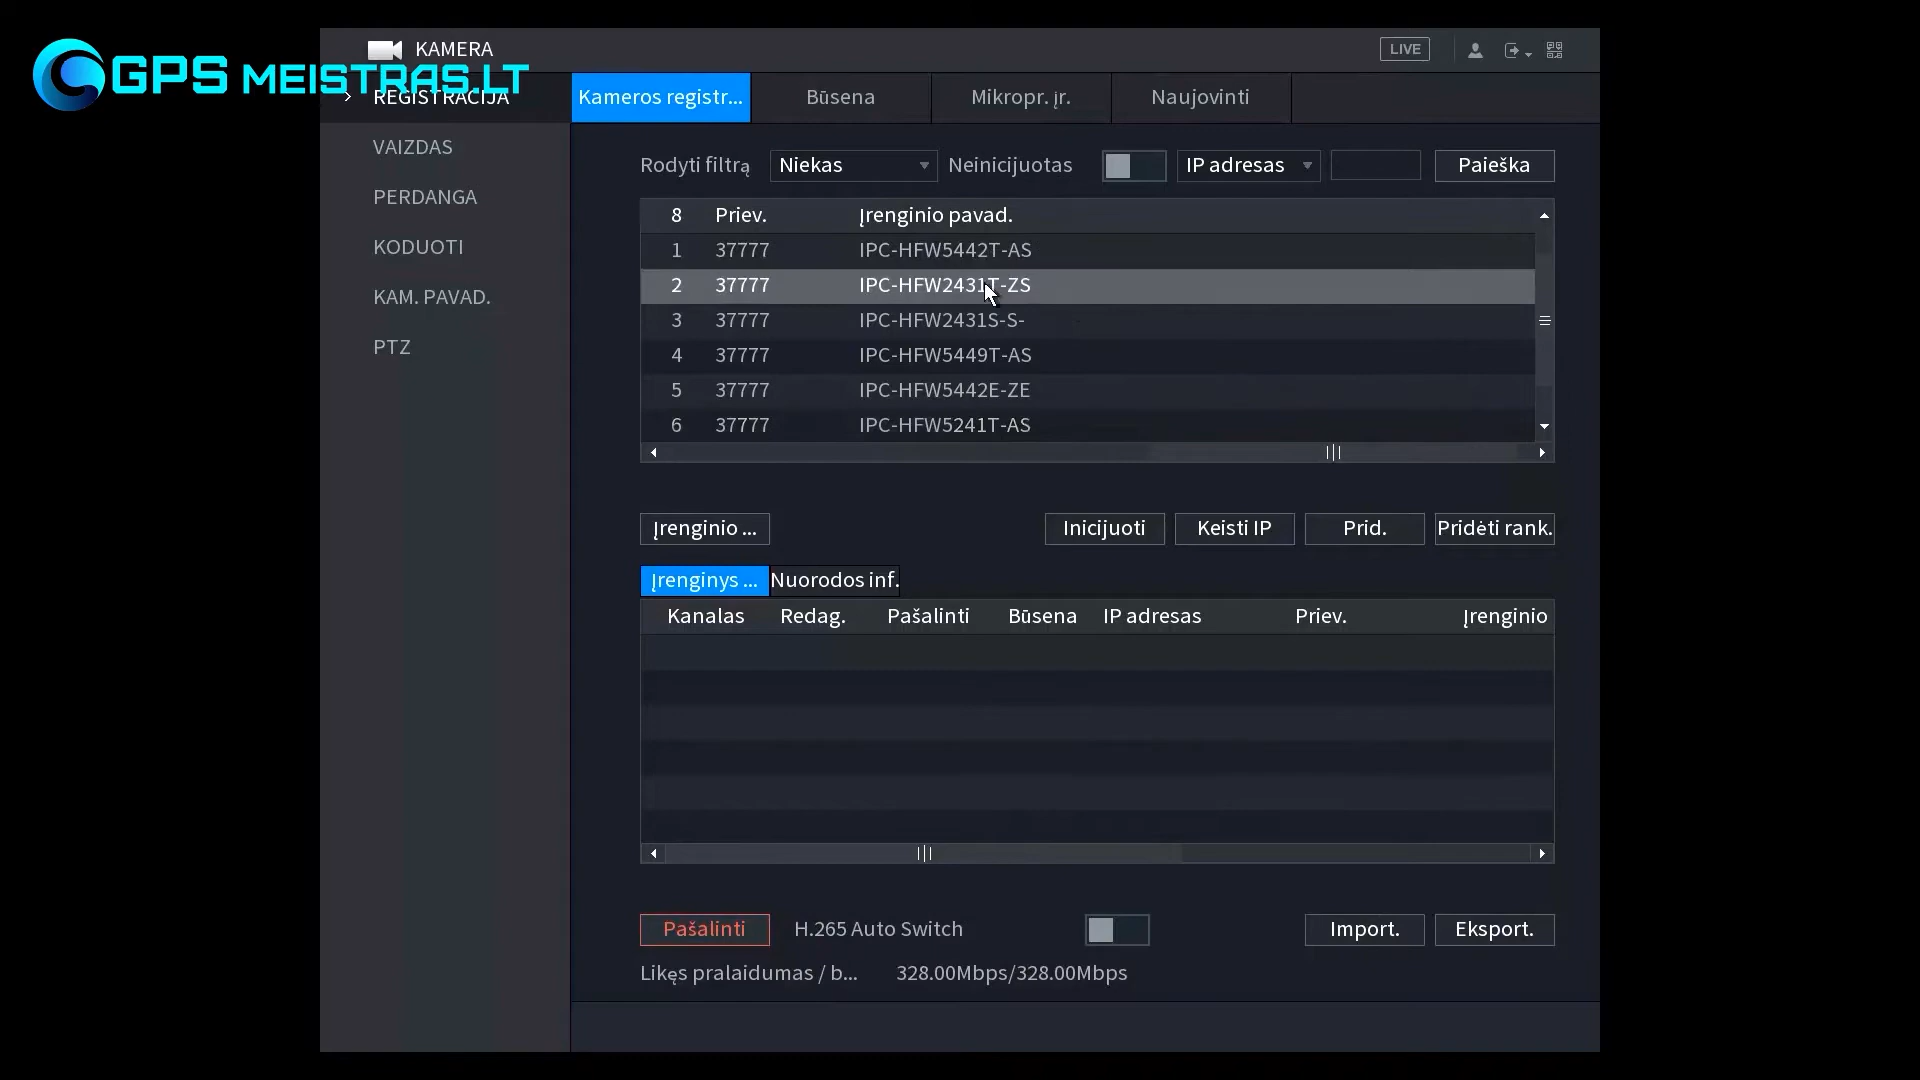 GPS MEISTRAS.LT
KAMERA
LIVE
REGISTRACIJA
VAIZDAS
PERDANGA
KODUOTI
KAM. PAVAD.
PTZ
Kameros registr... Būsena Mikropr. įr. Naujovinti
Rodyti filtrą Niekas Neinicijuotas IP adresas Paieška
8 Priev. Įrenginio pavad.
1 37777 IPC-HFW5442T-AS
2 37777 IPC-HFW2431T-ZS
3 37777 IPC-HFW2431S-S-
4 37777 IPC-HFW5449T-AS
5 37777 IPC-HFW5442E-ZE
6 37777 IPC-HFW5241T-AS
Įrenginio ... Inicijuoti Keisti IP Prid. Pridėti rank.
Įrenginys ... Nuorodos inf.
Kanalas Redag. Pašalinti Būsena IP adresas Priev. Įrenginio
Pašalinti H.265 Auto Switch Import. Eksport.
Likęs pralaidumas / b... 328.00Mbps/328.00Mbps